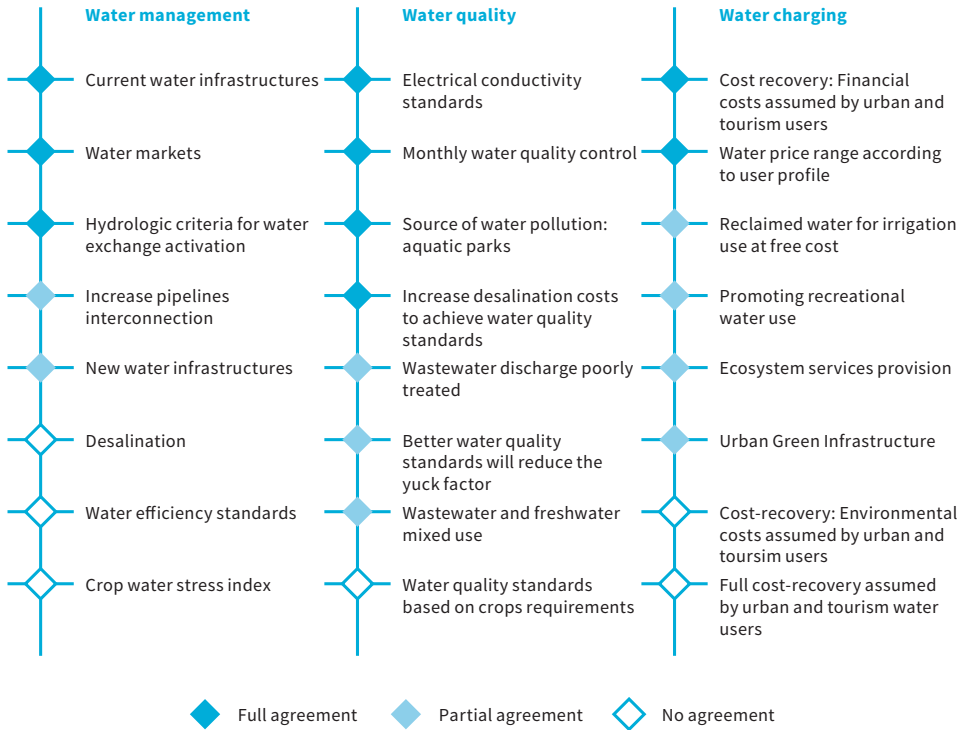 Water management
Current water infrastructures
Water markets
Hydrologic criteria for water
exchange activation
Increase pipelines
interconnection
New water infrastructures
Desalination
Water efficiency standards
Crop water stress index
Water quality
Electrical conductivity
standards
Monthly water quality control
Source of water pollution:
aquatic parks
Increase desalination costs
to achieve water quality
standards
Wastewater discharge poorly
treated
Better water quality
standards will reduce the
yuck factor
Wastewater and freshwater
mixed use
Water quality standards
based on crops requirements
Water charging
Cost recovery: Financial
costs assumed by urban and
tourism users
Water price range according
to user profile
Reclaimed water for irrigation
use at free cost
Promoting recreational
water use
Ecosystem services provision
Urban Green Infrastructure
Cost-recovery: Environmental
costs assumed by urban and
toursim users
Full cost-recovery assumed
by urban and tourism water
users
Full agreement
Partial agreement
No agreement